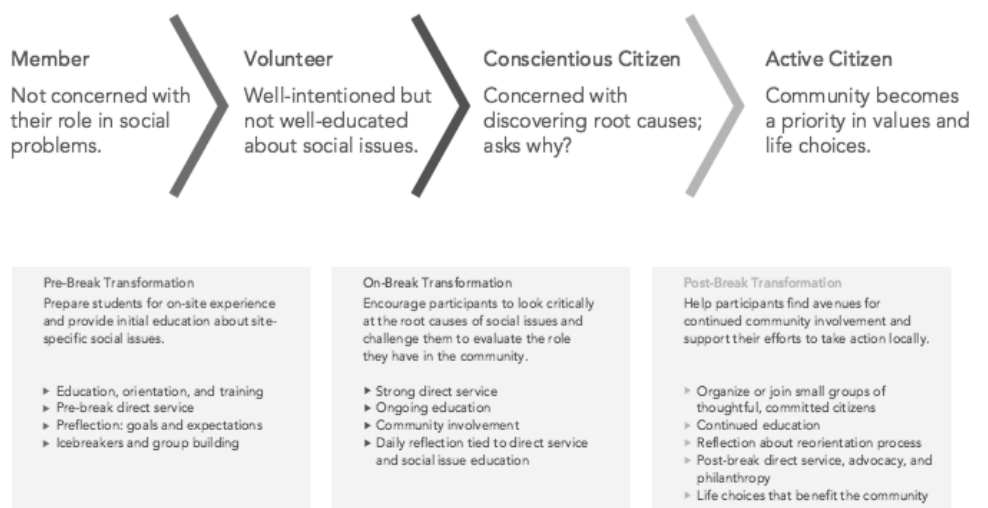 Member
Not concerned with
their role in social
problems.
Volunteer
Well-intentioned but
not well-educated
about social issues.
Conscientious Citizen
Concerned with
discovering root causes;
asks why?
Active Citizen
Community becomes
a priority in values and
life choices.
Pre-Break Transformation
Prepare students for on-site experience
and provide initial education about site-
specific social issues.
▶ Education, orientation, and training
▶ Pre-break direct service
▶ Preflection: goals and expectations
▶ Icebreakers and group building
On-Break Transformation
Encourage participants to look critically
at the root causes of social issues and
challenge them to evaluate the role
they have in the community.
▶ Strong direct service
▶ Ongoing education
▶ Community involvement
▶ Daily reflection tied to direct service
and social issue education
Post-Break Transformation
Help participants find avenues for
continued community involvement and
support their efforts to take action locally.
▶ Organize or join small groups of
thoughtful, committed citizens
▶ Continued education
▶ Reflection about reorientation process
▶ Post-break direct service, advocacy, and
philanthropy
▶ Life choices that benefit the community